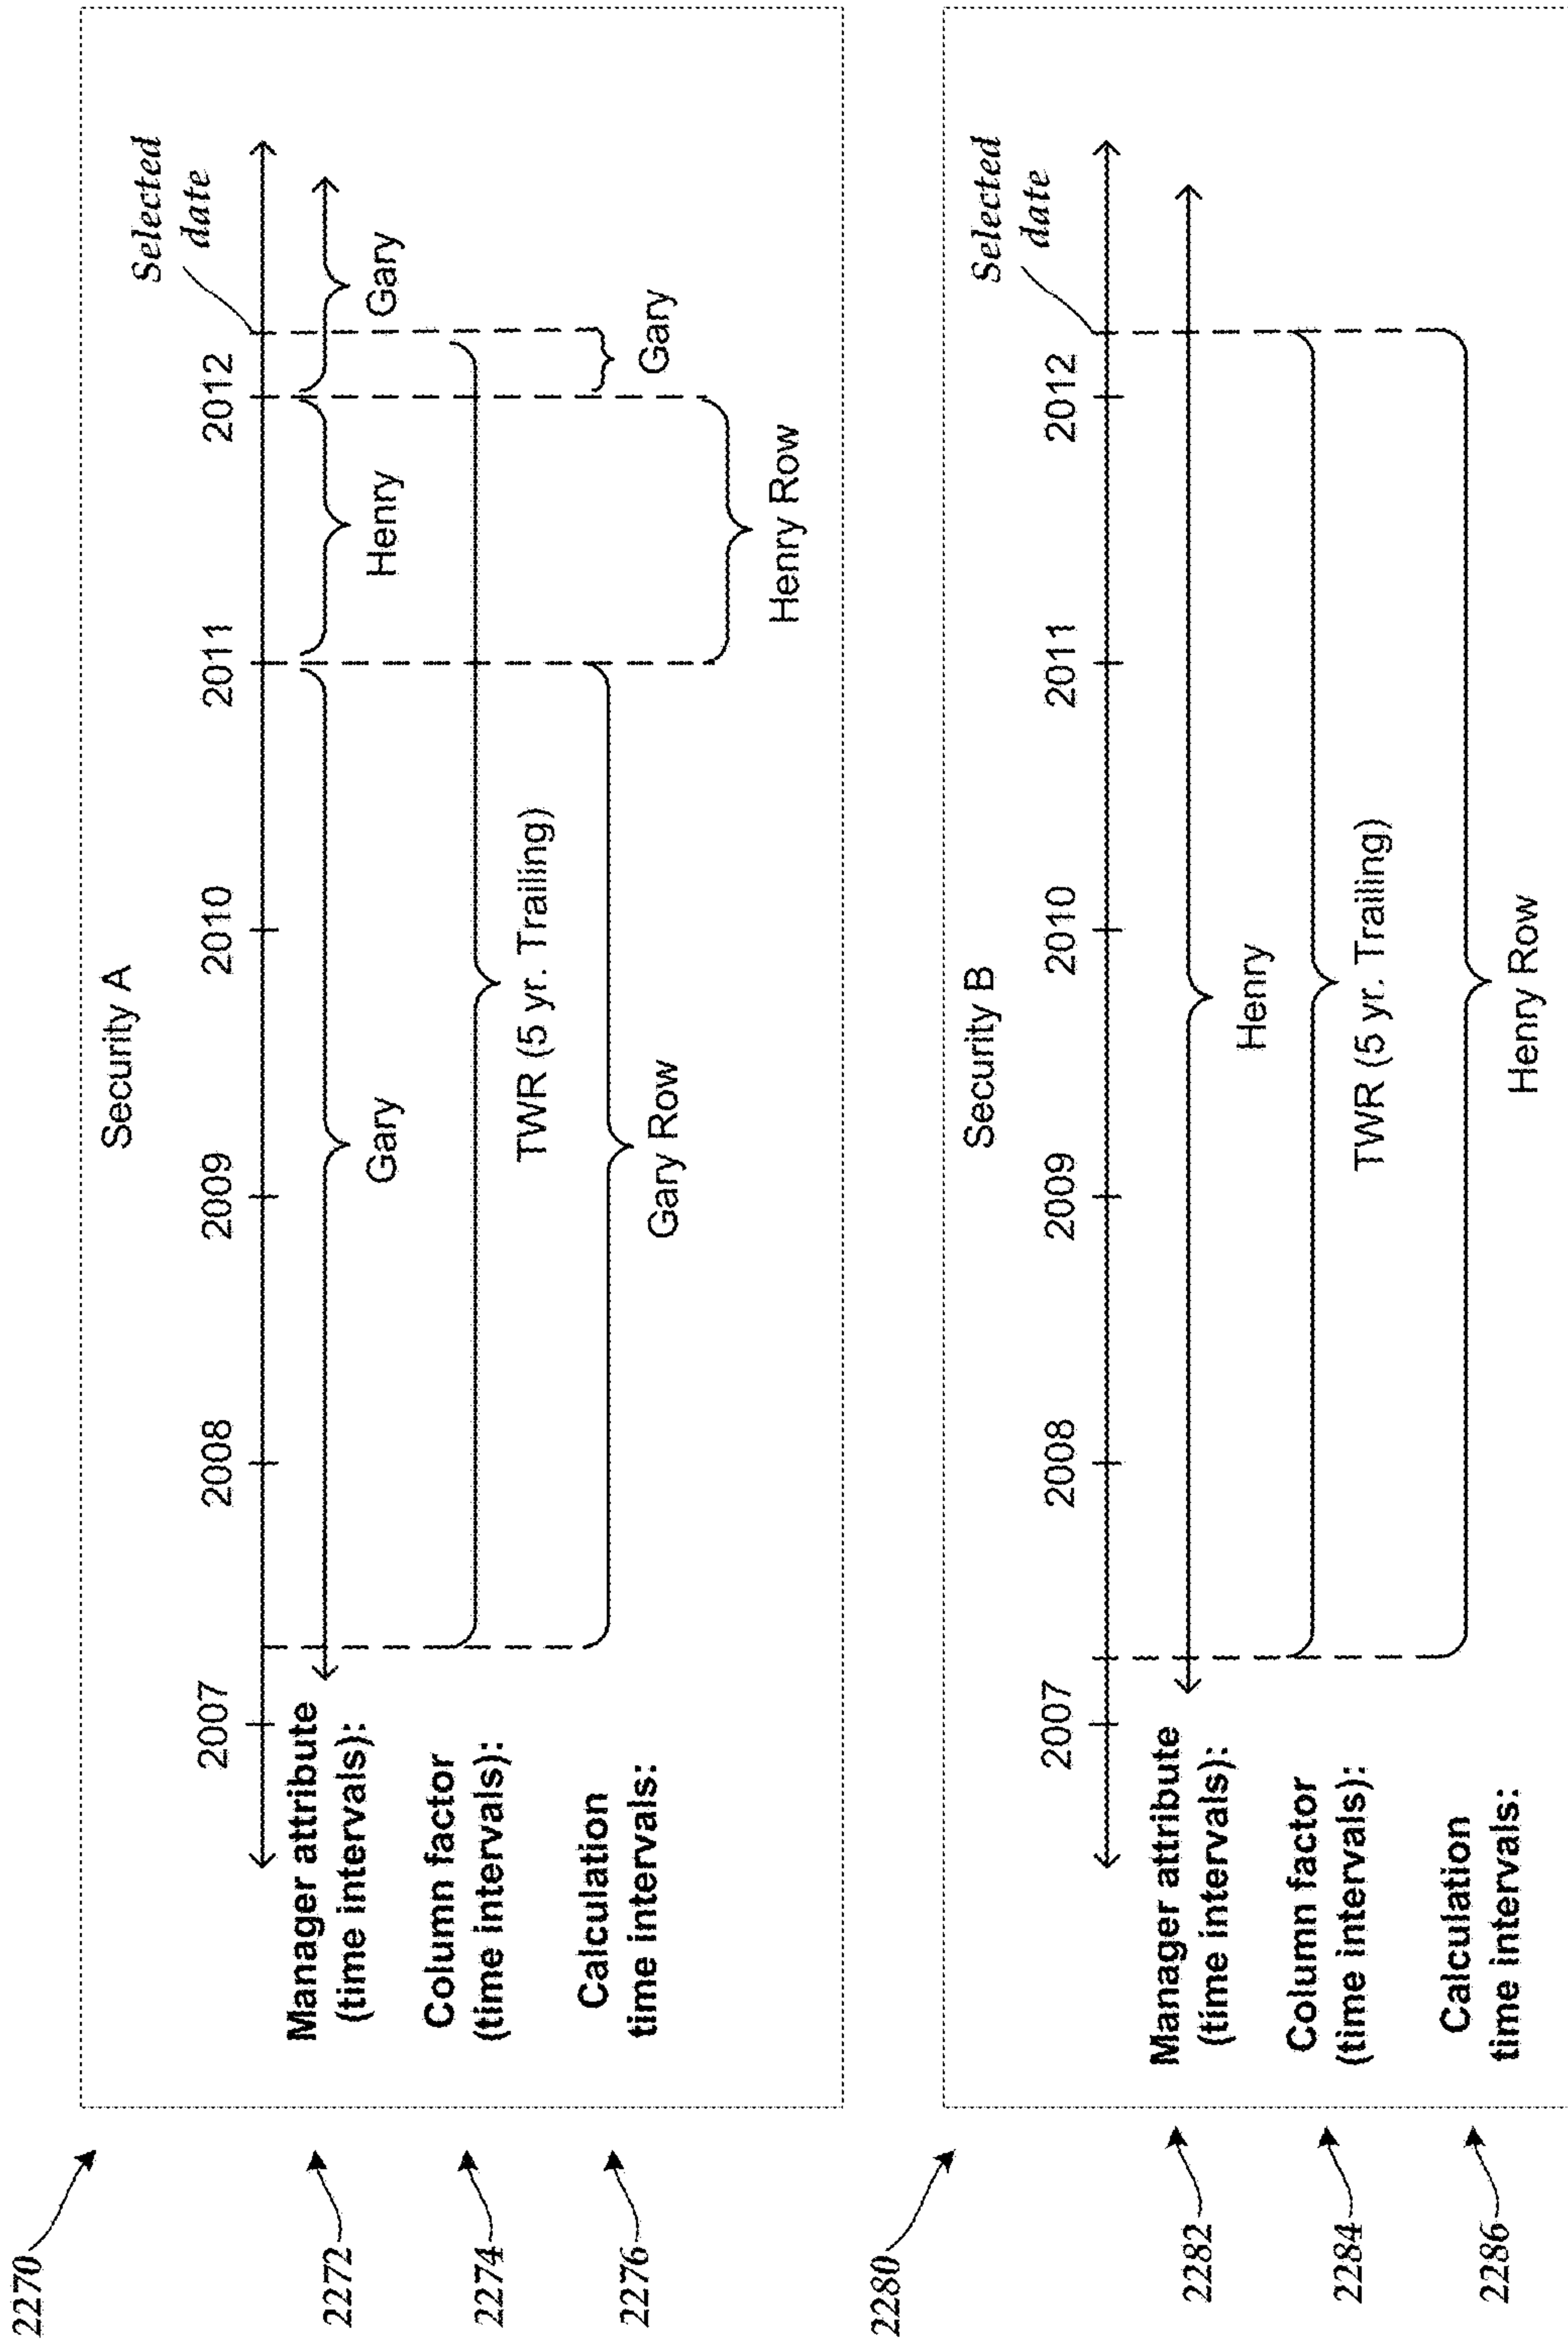 2270
Security A
2007 2008 2009 2010 2011 2012
Selected
date
2272
Manager attribute
(time intervals):
Gary
Henry
Gary
2274
Column factor
(time intervals):
TWR (5 yr. Trailing)
2276
Calculation
time intervals:
Gary Row
Gary
Henry Row
2280
Security B
2007 2008 2009 2010 2011 2012
Selected
date
2282
Manager attribute
(time intervals):
Henry
2284
Column factor
(time intervals):
TWR (5 yr. Trailing)
2286
Calculation
time intervals:
Henry Row